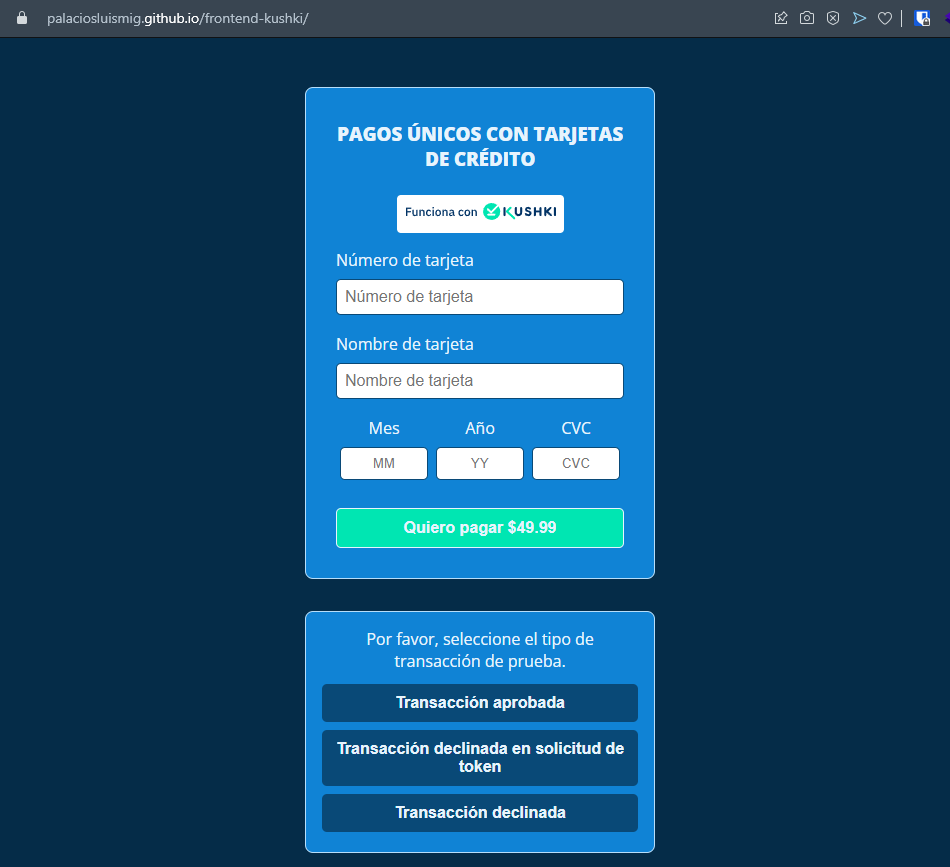 palaciosluismig.github.io/frontend-kushki/
PAGOS ÚNICOS CON TARJETAS
DE CRÉDITO
Funciona con KUSHKI
Número de tarjeta
Número de tarjeta
Nombre de tarjeta
Nombre de tarjeta
Mes Año CVC
MM YY CVC
Quiero pagar $49.99
Por favor, seleccione el tipo de
transacción de prueba.
Transacción aprobada
Transacción declinada en solicitud de
token
Transacción declinada